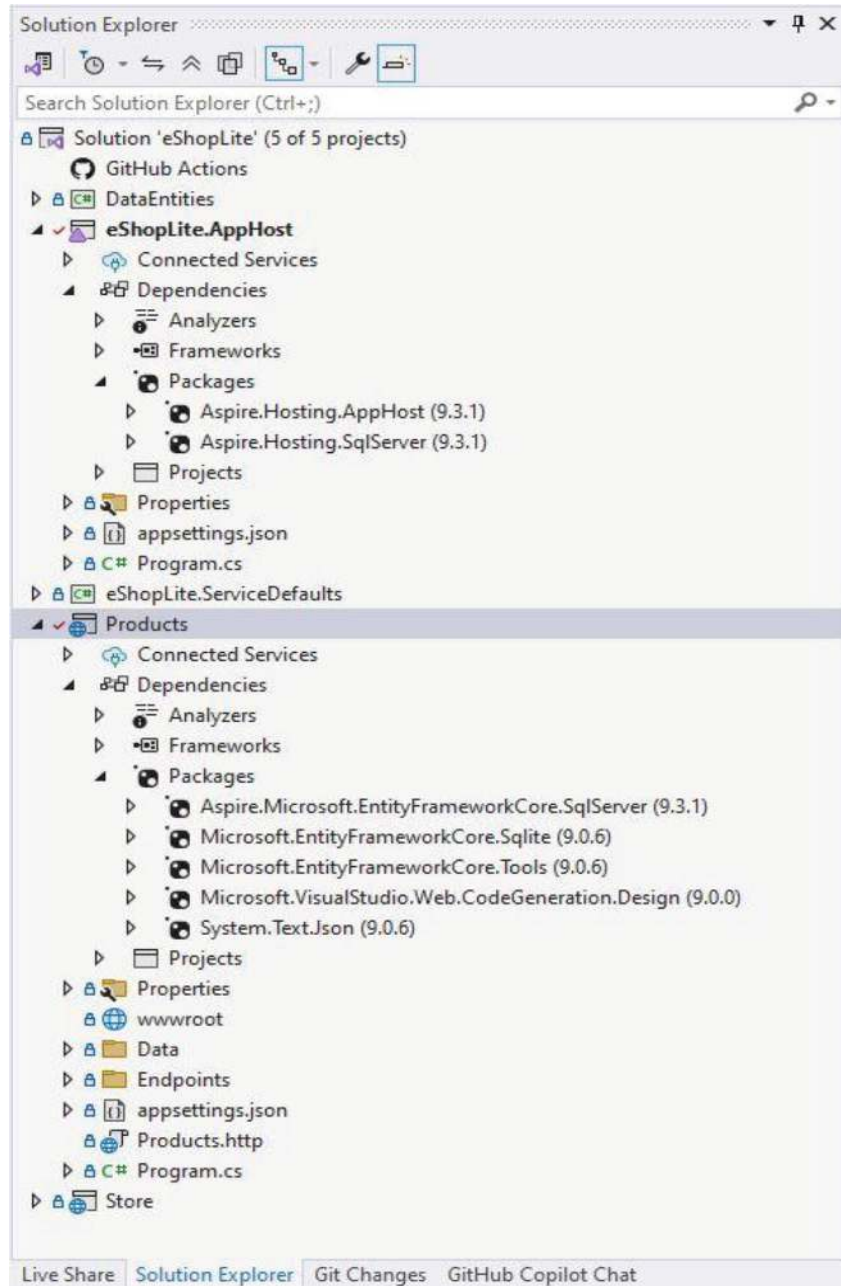 Solution Explorer
Search Solution Explorer (Ctrl+;)
Solution 'eShopLite' (5 of 5 projects)
GitHub Actions
C# DataEntities
eShopLite.AppHost
Connected Services
Dependencies
Analyzers
Frameworks
Packages
Aspire.Hosting.AppHost (9.3.1)
Aspire.Hosting.SqlServer (9.3.1)
Projects
Properties
appsettings.json
C# Program.cs
C# eShopLite.ServiceDefaults
Products
Connected Services
Dependencies
Analyzers
Frameworks
Packages
Aspire.Microsoft.EntityFrameworkCore.SqlServer (9.3.1)
Microsoft.EntityFrameworkCore.Sqlite (9.0.6)
Microsoft.EntityFrameworkCore.Tools (9.0.6)
Microsoft.VisualStudio.Web.CodeGeneration.Design (9.0.0)
System.Text.Json (9.0.6)
Projects
Properties
wwwroot
Data
Endpoints
appsettings.json
Products.http
C# Program.cs
Store
Live Share Solution Explorer Git Changes GitHub Copilot Chat